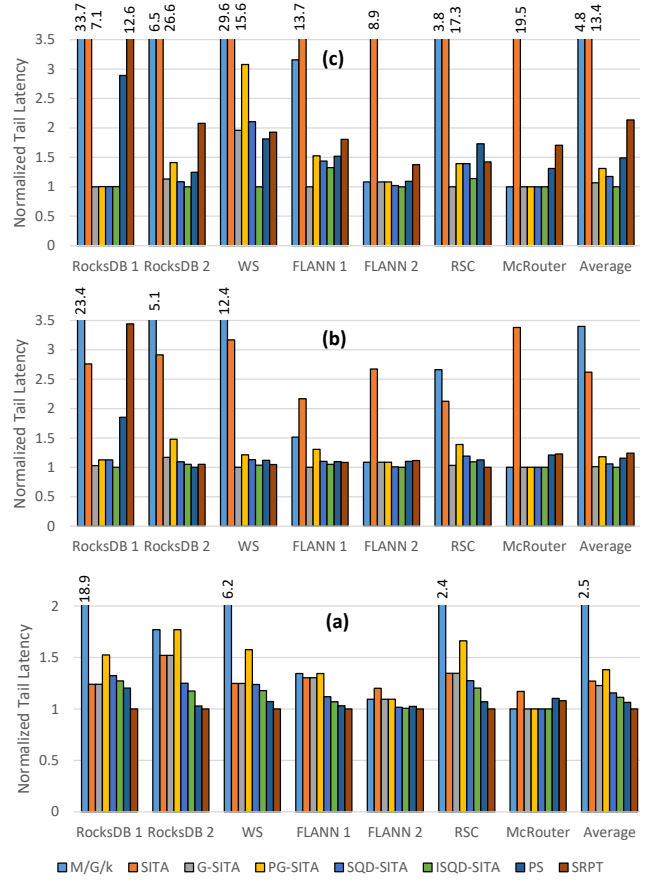 33.7 7.1 12.6 6.5 26.6 29.6 15.6 13.7 8.9 3.8 17.3 19.5 4.8 13.4
(c)
Normalized Tail Latency
3.5
3
2.5
2
1.5
1
0.5
0
RocksDB 1 RocksDB 2 WS FLANN 1 FLANN 2 RSC McRouter Average
23.4 5.1 12.4
(b)
Normalized Tail Latency
3.5
3
2.5
2
1.5
1
0.5
0
RocksDB 1 RocksDB 2 WS FLANN 1 FLANN 2 RSC McRouter Average
18.9 6.2 2.4 2.5
(a)
Normalized Tail Latency
2
1.5
1
0.5
0
RocksDB 1 RocksDB 2 WS FLANN 1 FLANN 2 RSC McRouter Average
M/G/k SITA G-SITA PG-SITA SQD-SITA ISQD-SITA PS SRPT